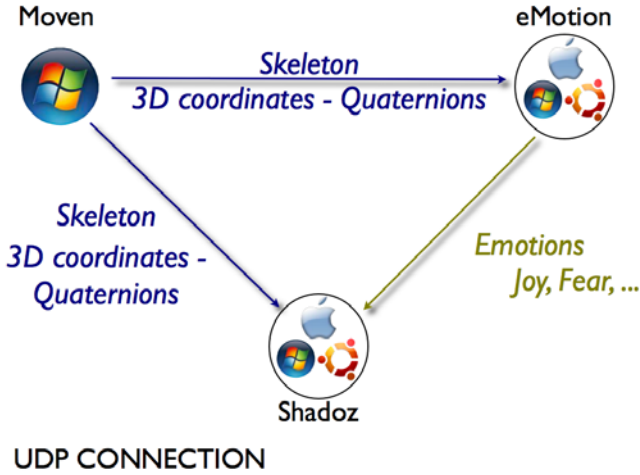 Moven
eMotion
Skeleton
3D coordinates - Quaternions
Skeleton
3D coordinates -
Quaternions
Emotions
Joy, Fear, ...
Shadoz
UDP CONNECTION